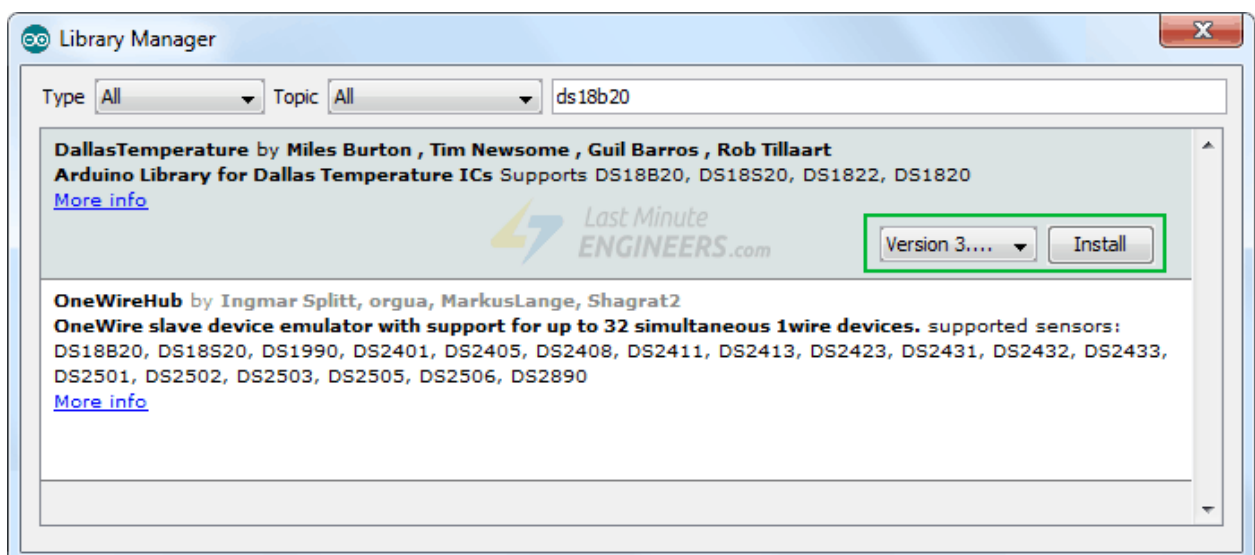 Library Manager
Type All Topic All ds18b20
DallasTemperature by Miles Burton , Tim Newsome , Guil Barros , Rob Tillaart
Arduino Library for Dallas Temperature ICs Supports DS18B20, DS18S20, DS1822, DS1820
More info
Last Minute
ENGINEERS.com
Version 3.... Install
OneWireHub by Ingmar Splitt, orgua, MarkusLange, Shagrat2
OneWire slave device emulator with support for up to 32 simultaneous 1wire devices. supported sensors:
DS18B20, DS18S20, DS1990, DS2401, DS2405, DS2408, DS2411, DS2413, DS2423, DS2431, DS2432, DS2433,
DS2501, DS2502, DS2503, DS2505, DS2506, DS2890
More info